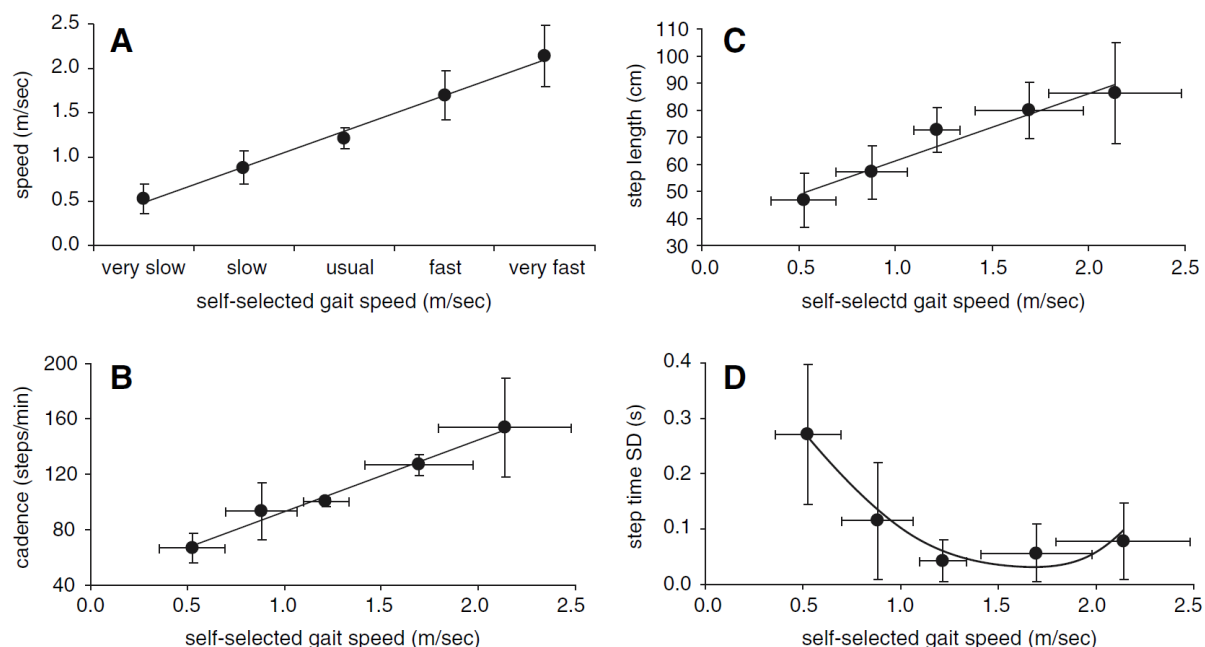 A
speed (m/sec)
2.5
2.0
1.5
1.0
0.5
0.0
very slow slow usual fast very fast
self-selected gait speed (m/sec)
C
step length (cm)
110
100
90
80
70
60
50
40
30
0.0 0.5 1.0 1.5 2.0 2.5
self-selectd gait speed (m/sec)
B
cadence (steps/min)
200
160
120
80
40
0.0 0.5 1.0 1.5 2.0 2.5
self-selected gait speed (m/sec)
D
step time SD (s)
0.4
0.3
0.2
0.1
0.0
0.0 0.5 1.0 1.5 2.0 2.5
self-selected gait speed (m/sec)